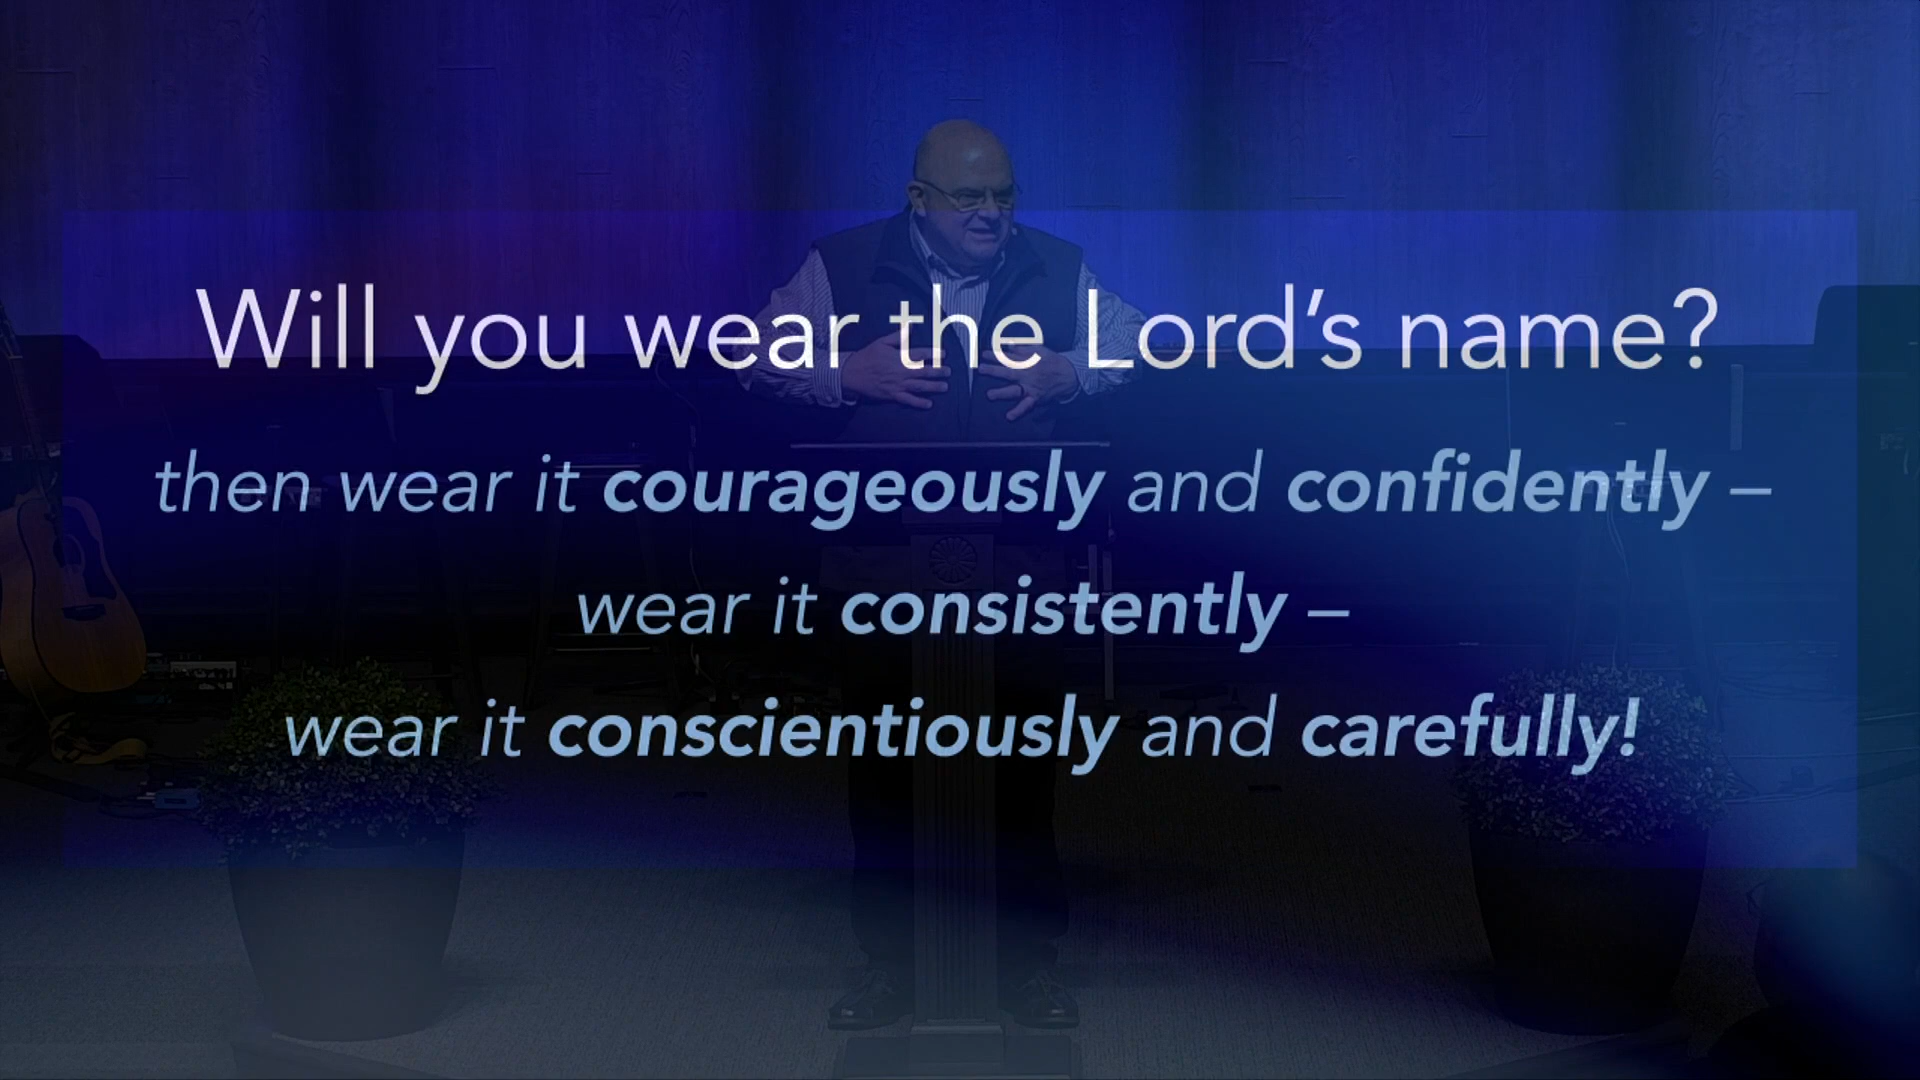 Will you wear the Lord’s name?
then wear it courageously and confidently –
wear it consistently –
wear it conscientiously and carefully!